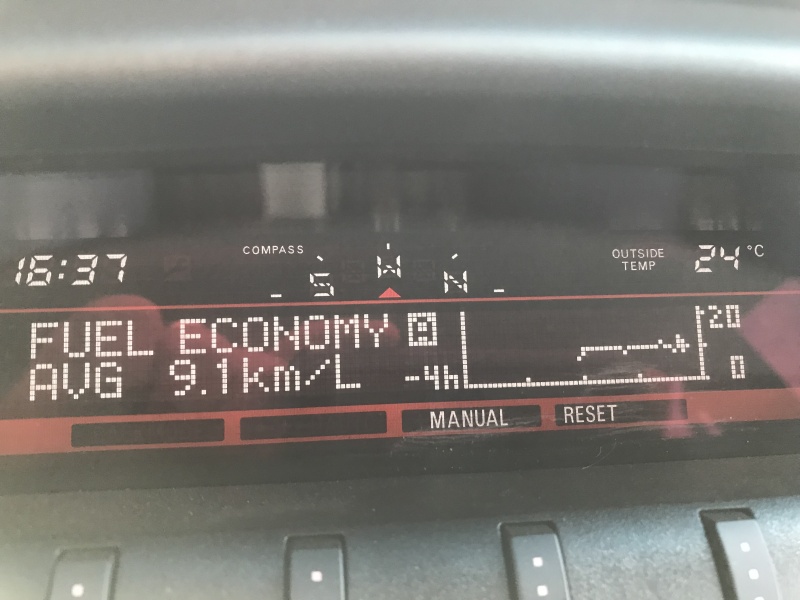 16:37
COMPASS
S W N
OUTSIDE
TEMP
24°C
FUEL ECONOMY
AVG 9.1km/L
-4h
20
0
MANUAL
RESET